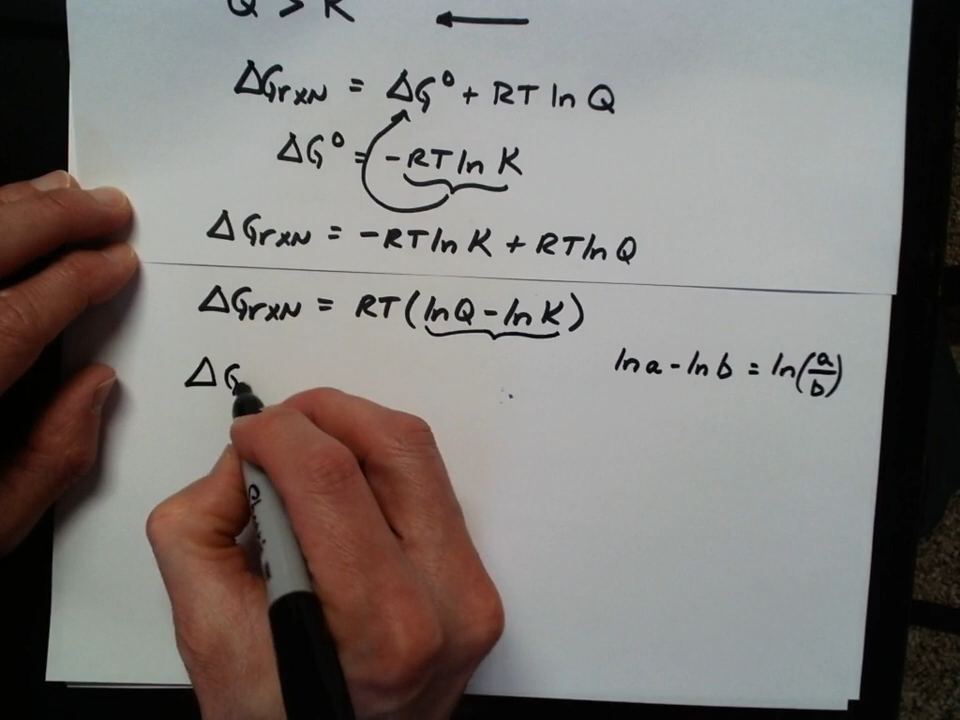 Q > K ←
ΔGrxn = ΔG° + RT ln Q
ΔG° = -RT ln K
ΔGrxn = -RT ln K + RT ln Q
ΔGrxn = RT (ln Q - ln K)
ln a - ln b = ln(a/b)
ΔG